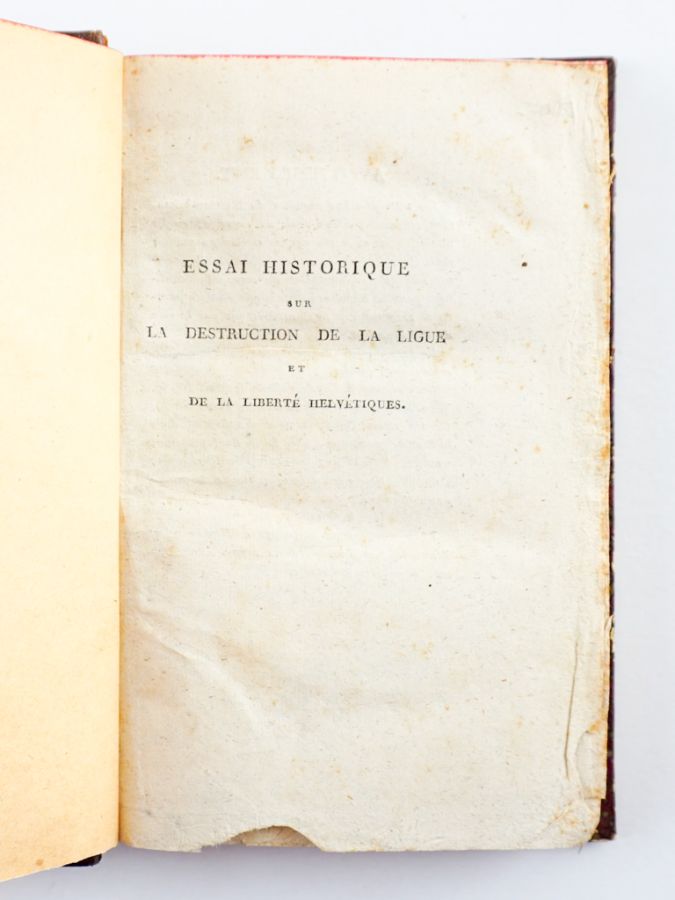 ESSAI HISTORIQUE
SUR
LA DESTRUCTION DE LA LIGUE
ET
DE LA LIBERTÉ HELVÉTIQUES.